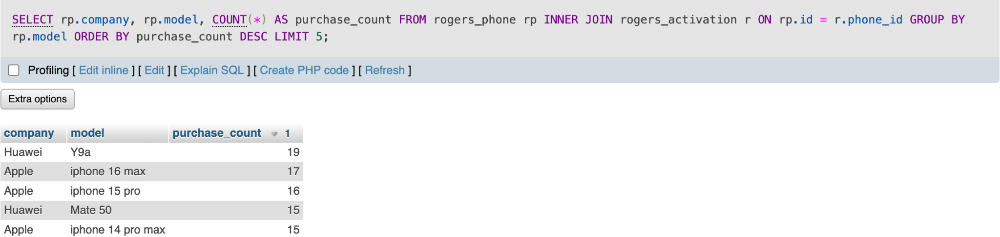 SELECT rp.company, rp.model, COUNT(*) AS purchase_count FROM rogers_phone rp INNER JOIN rogers_activation r ON rp.id = r.phone_id GROUP BY
rp.model ORDER BY purchase_count DESC LIMIT 5;
Profiling [ Edit inline ] [ Edit ] [ Explain SQL ] [ Create PHP code ] [ Refresh ]
Extra options
company model purchase_count 1
Huawei Y9a 19
Apple iphone 16 max 17
Apple iphone 15 pro 16
Huawei Mate 50 15
Apple iphone 14 pro max 15